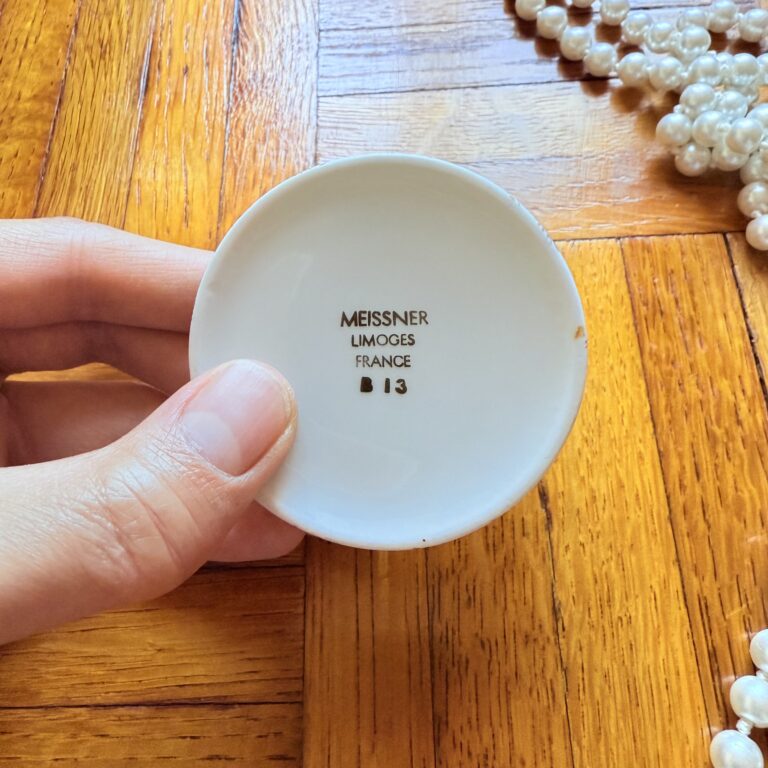 MEISSNER
LIMOGES
FRANCE
B 13